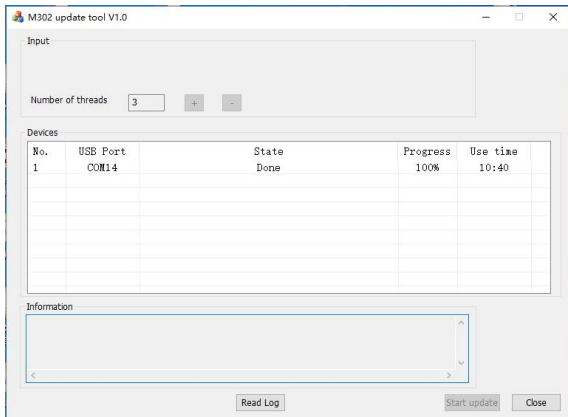 M302 update tool V1.0
Input
Number of threads 3 + -
Devices
No. USB Port State Progress Use time
1 COM14 Done 100% 10:40
Information
Read Log Start update Close